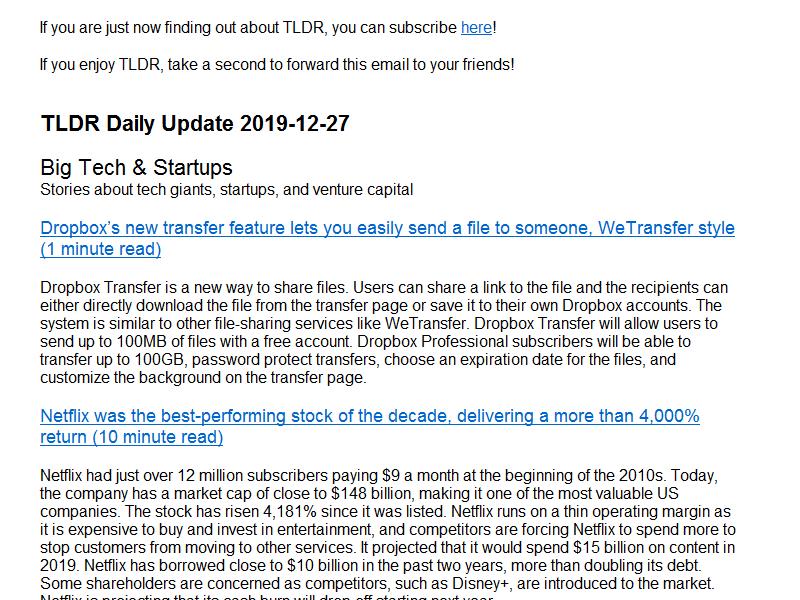 If you are just now finding out about TLDR, you can subscribe here!
If you enjoy TLDR, take a second to forward this email to your friends!
TLDR Daily Update 2019-12-27
Big Tech & Startups
Stories about tech giants, startups, and venture capital
Dropbox’s new transfer feature lets you easily send a file to someone, WeTransfer style
(1 minute read)
Dropbox Transfer is a new way to share files. Users can share a link to the file and the recipients can
either directly download the file from the transfer page or save it to their own Dropbox accounts. The
system is similar to other file-sharing services like WeTransfer. Dropbox Transfer will allow users to
send up to 100MB of files with a free account. Dropbox Professional subscribers will be able to
transfer up to 100GB, password protect transfers, choose an expiration date for the files, and
customize the background on the transfer page.
Netflix was the best-performing stock of the decade, delivering a more than 4,000%
return (10 minute read)
Netflix had just over 12 million subscribers paying $9 a month at the beginning of the 2010s. Today,
the company has a market cap of close to $148 billion, making it one of the most valuable US
companies. The stock has risen 4,181% since it was listed. Netflix runs on a thin operating margin as
it is expensive to buy and invest in entertainment, and competitors are forcing Netflix to spend more to
stop customers from moving to other services. It projected that it would spend $15 billion on content in
2019. Netflix has borrowed close to $10 billion in the past two years, more than doubling its debt.
Some shareholders are concerned as competitors, such as Disney+, are introduced to the market.
Netflix is projecting that its cash burn will drop off starting next year.